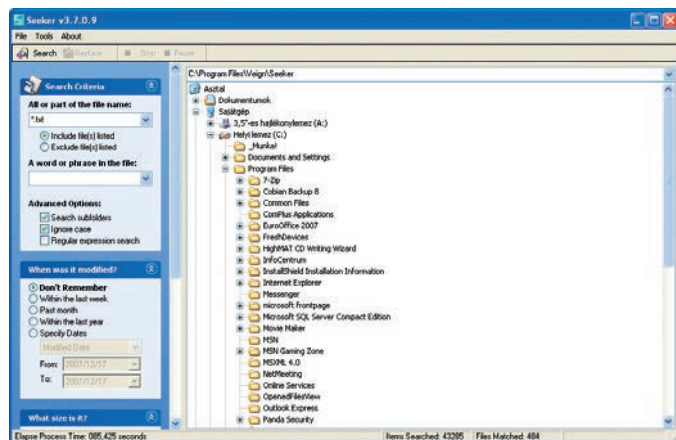 Seeker v3.7.0.9
File Tools About
Search Replace Stop Pause
Search Criteria
All or part of the file name:
*.txt
Include file(s) listed
Exclude file(s) listed
A word or phrase in the file:
Advanced Options:
Search subfolders
Ignore case
Regular expression search
When was it modified?
Don't Remember
Within the last week
Past month
Within the last year
Specify Dates
Modified Date
From: 2007/12/17
To: 2007/12/17
What size is it?
C:\Program Files\Veign\Seeker
Asztal
Dokumentumok
Sajátgép
3,5"-es hajlékonylemez (A:)
Helyi lemez (C:)
_Munka!
Documents and Settings
Program Files
7-Zip
Cobian Backup 8
Common Files
ComPlus Applications
EuroOffice 2007
FreshDevices
HighMAT CD Writing Wizard
InfoCentrum
InstallShield Installation Information
Internet Explorer
Messenger
microsoft frontpage
Microsoft SQL Server Compact Edition
Movie Maker
MSN
MSN Gaming Zone
MSXML 4.0
NetMeeting
Online Services
OpenedFilesView
Outlook Express
Panda Security
Elapse Process Time: 085,425 seconds
Items Searched: 43285 Files Matched: 484